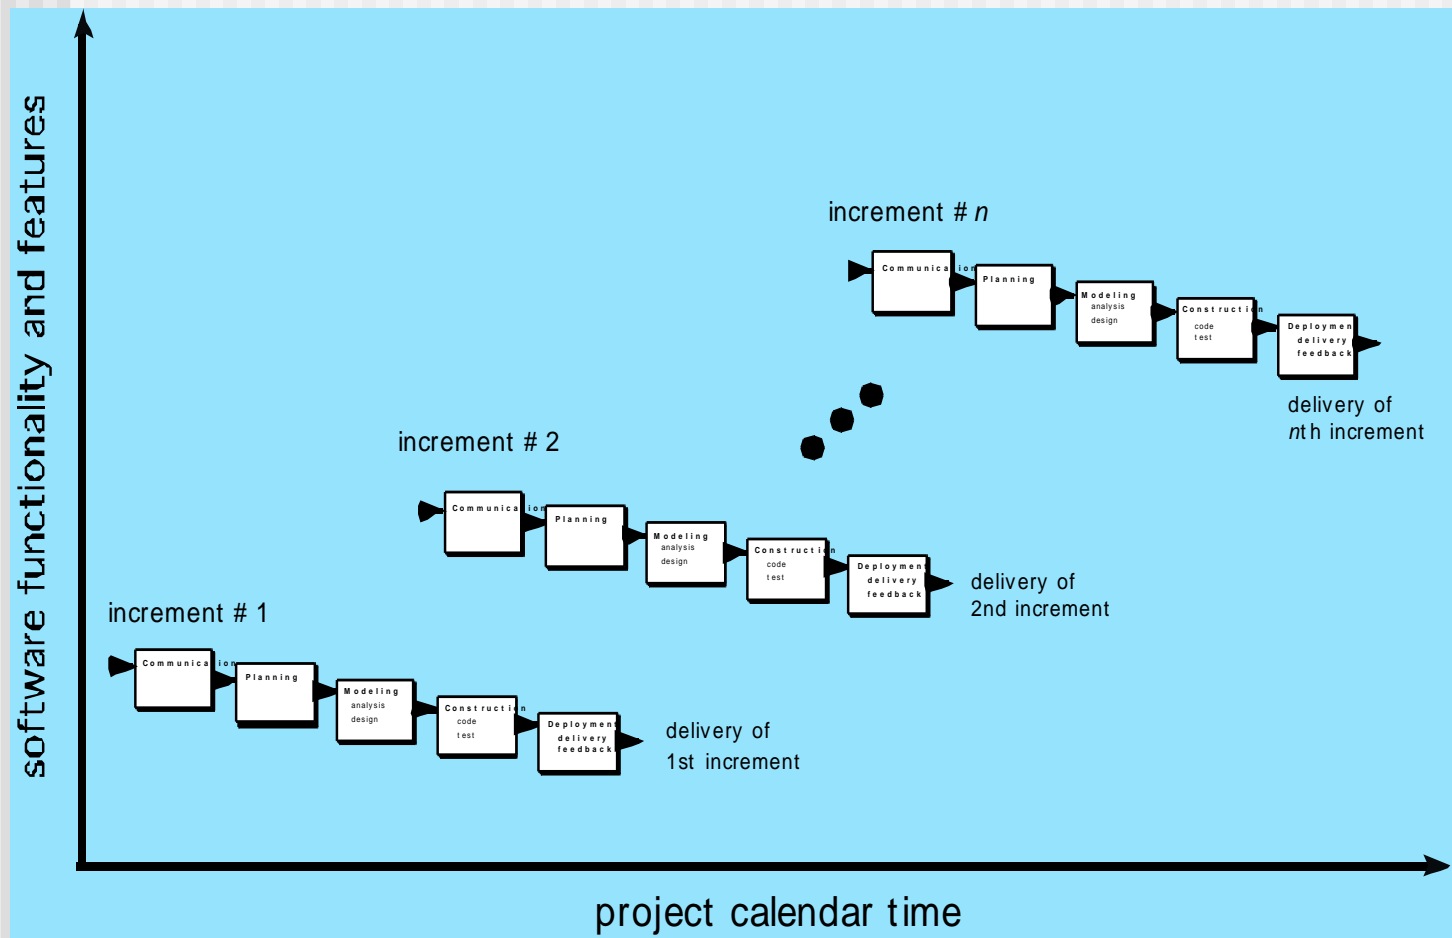 software functionality and features
increment # n
Communication
Planning
Modeling
analysis
design
Construction
code
test
Deployment
delivery
feedback
delivery of
nth increment
increment # 2
Communication
Planning
Modeling
analysis
design
Construction
code
test
Deployment
delivery
feedback
delivery of
2nd increment
increment # 1
Communication
Planning
Modeling
analysis
design
Construction
code
test
Deployment
delivery
feedback
delivery of
1st increment
project calendar time